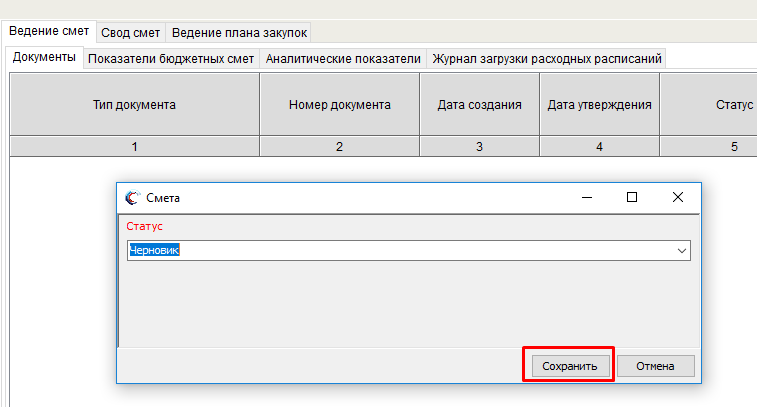 Ведение смет Свод смет Ведение плана закупок
Документы Показатели бюджетных смет Аналитические показатели Журнал загрузки расходных расписаний
Тип документа Номер документа Дата создания Дата утверждения Статус
1 2 3 4 5
Смета
Статус
Черновик
Сохранить Отмена